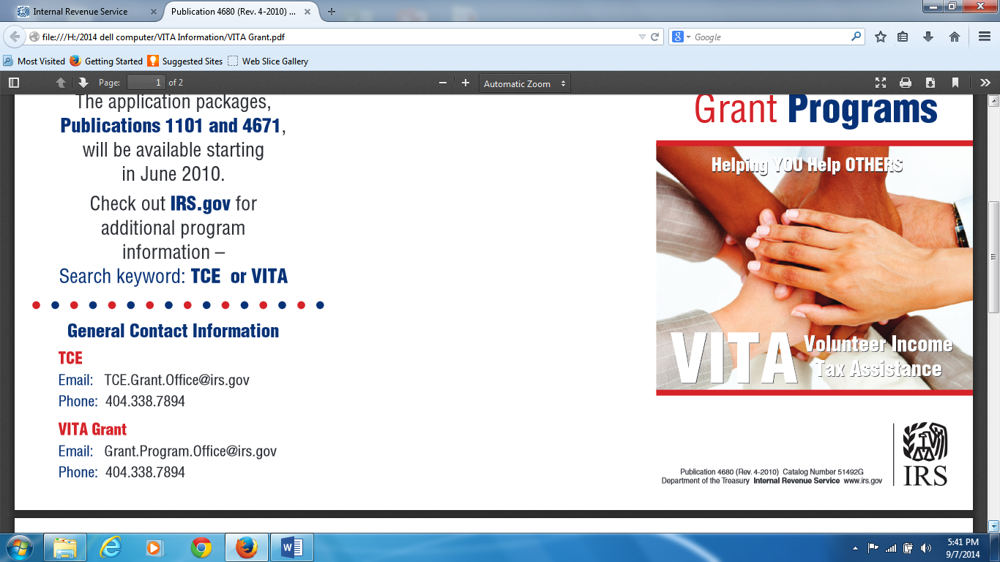 Internal Revenue Service
Publication 4680 (Rev. 4-2010) ...
file:///H:/2014 dell computer/VITA Information/VITA Grant.pdf
Google
Most Visited
Getting Started
Suggested Sites
Web Slice Gallery
Page:
1
of 2
Automatic Zoom
The application packages,
Publications 1101 and 4671,
will be available starting
in June 2010.
Check out IRS.gov for
additional program
information –
Search keyword: TCE or VITA
General Contact Information
TCE
Email: TCE.Grant.Office@irs.gov
Phone: 404.338.7894
VITA Grant
Email: Grant.Program.Office@irs.gov
Phone: 404.338.7894
Grant Programs
Helping YOU Help OTHERS
VITA
Volunteer Income
Tax Assistance
Publication 4680 (Rev. 4-2010) Catalog Number 51492G
Department of the Treasury Internal Revenue Service www.irs.gov
IRS
5:41 PM
9/7/2014